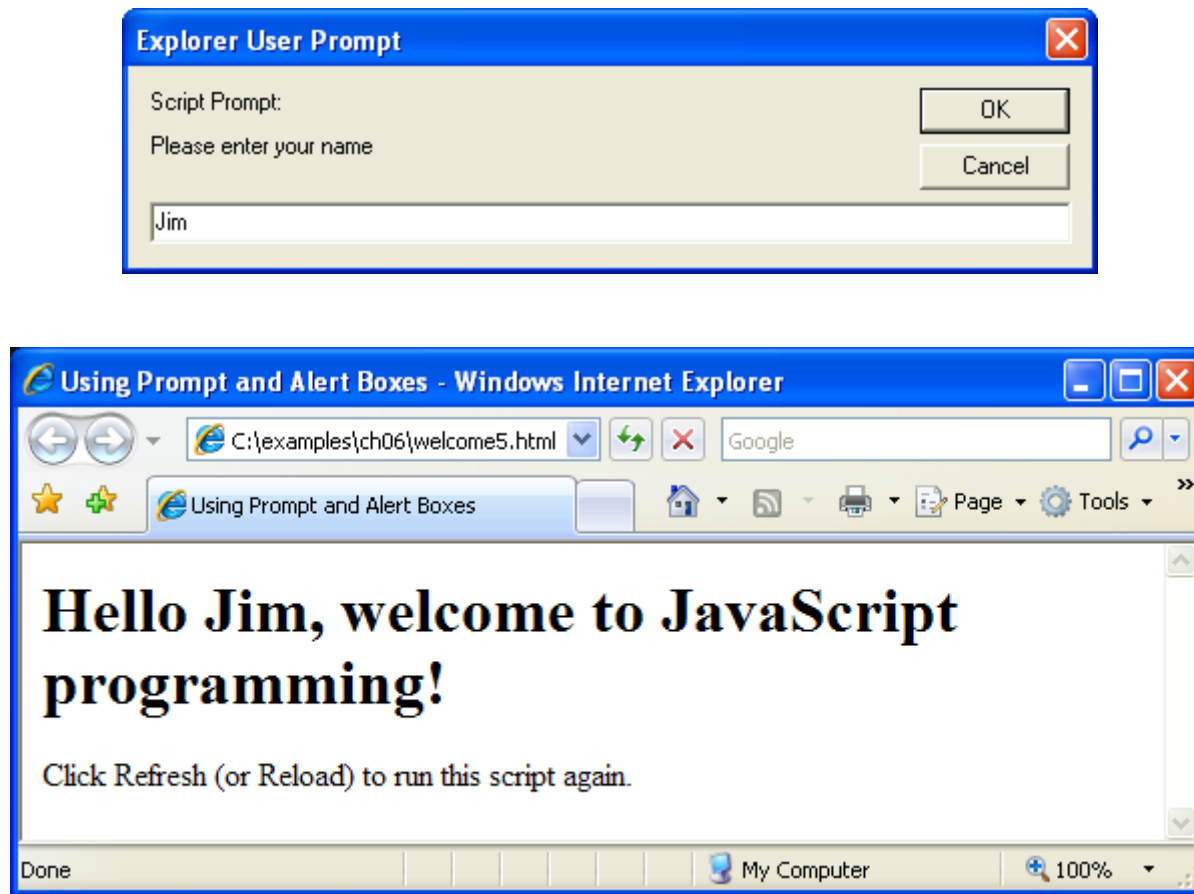 Explorer User Prompt
Script Prompt:
OK
Please enter your name
Cancel
Jim
Using Prompt and Alert Boxes - Windows Internet Explorer
C:\examples\ch06\welcome5.html
Google
Using Prompt and Alert Boxes
Page
Tools
»
Hello Jim, welcome to JavaScript
programming!
Click Refresh (or Reload) to run this script again.
Done
My Computer
100%